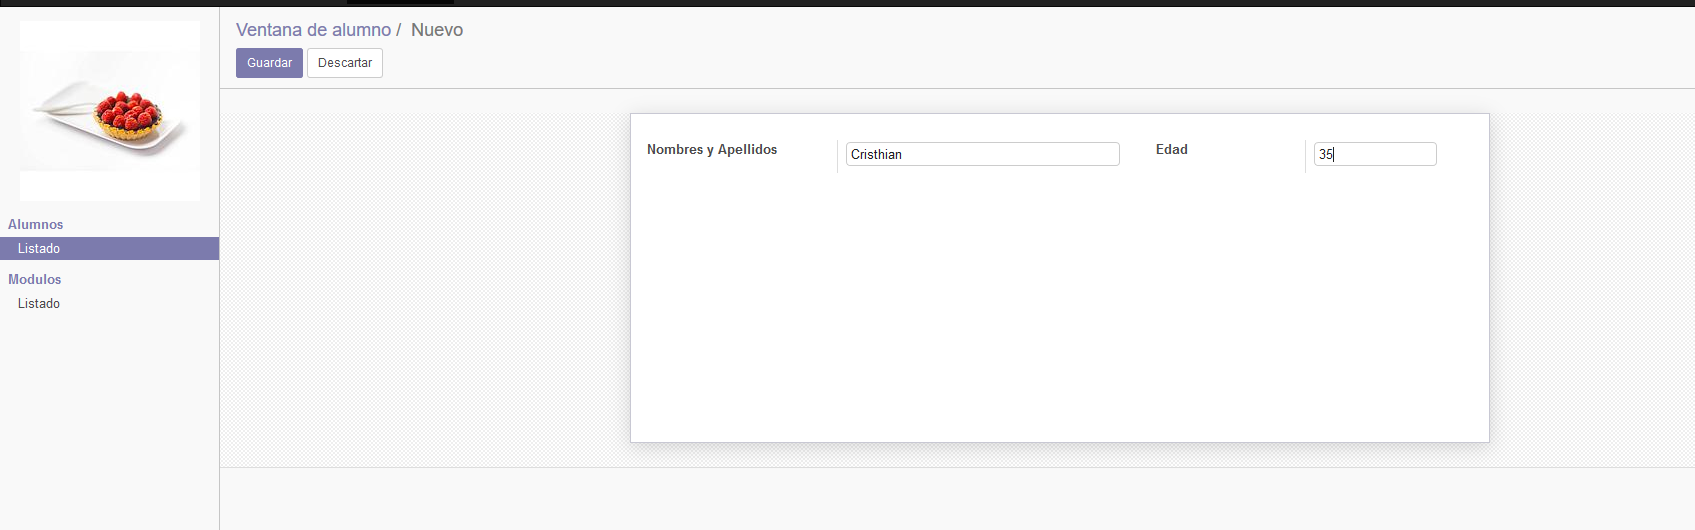 Ventana de alumno / Nuevo
Guardar Descartar
Nombres y Apellidos Cristhian Edad 35
Alumnos
Listado
Modulos
Listado